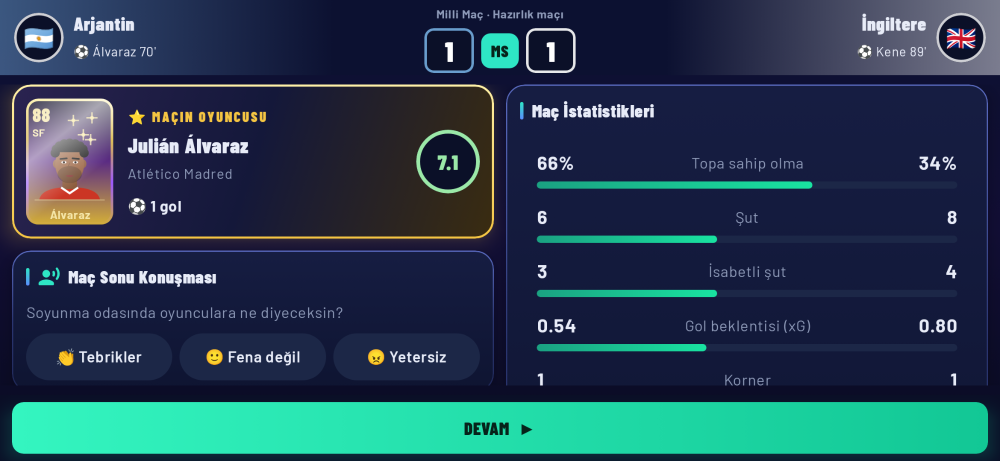 Arjantin
⚽ Álvaraz 70'
Milli Maç · Hazırlık maçı
1 MS 1
İngiltere
⚽ Kene 89'
88
SF
Álvaraz
⭐ MAÇIN OYUNCUSU
Julián Álvaraz
Atlético Madred
⚽ 1 gol
7.1
Maç Sonu Konuşması
Soyunma odasında oyunculara ne diyeceksin?
👏 Tebrikler
🙂 Fena değil
😠 Yetersiz
Maç İstatistikleri
66% Topa sahip olma 34%
6 Şut 8
3 İsabetli şut 4
0.54 Gol beklentisi (xG) 0.80
1 Korner 1
DEVAM ►